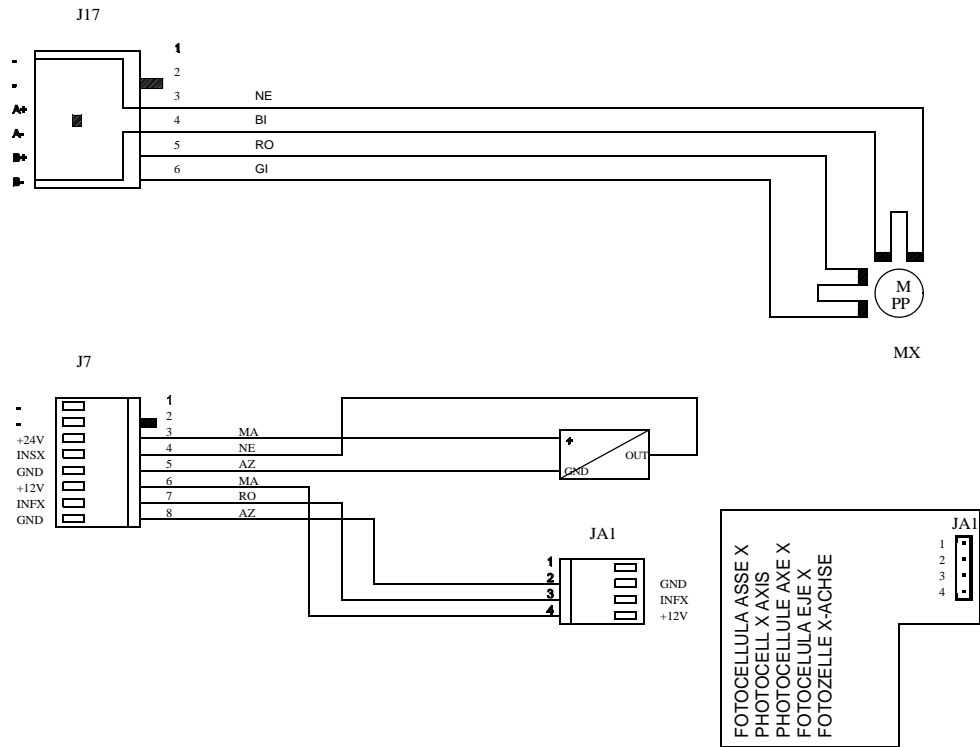 J17
1
2
3 NE
4 BI
5 RO
6 GI
-
-
A+
A-
B+
B-
M
PP
MX
J7
-
-
+24V
INSX
GND
+12V
INFX
GND
1
2
3 MA
4 NE
5 AZ
6 MA
7 RO
8 AZ
+
OUT
GND
JA1
1
2 GND
3 INFX
4 +12V
JA1
1
2
3
4
FOTOCELLULA ASSE X
PHOTOCELL X AXIS
PHOTOCELLULE AXE X
FOTOCELULA EJE X
FOTOZELLE X-ACHSE